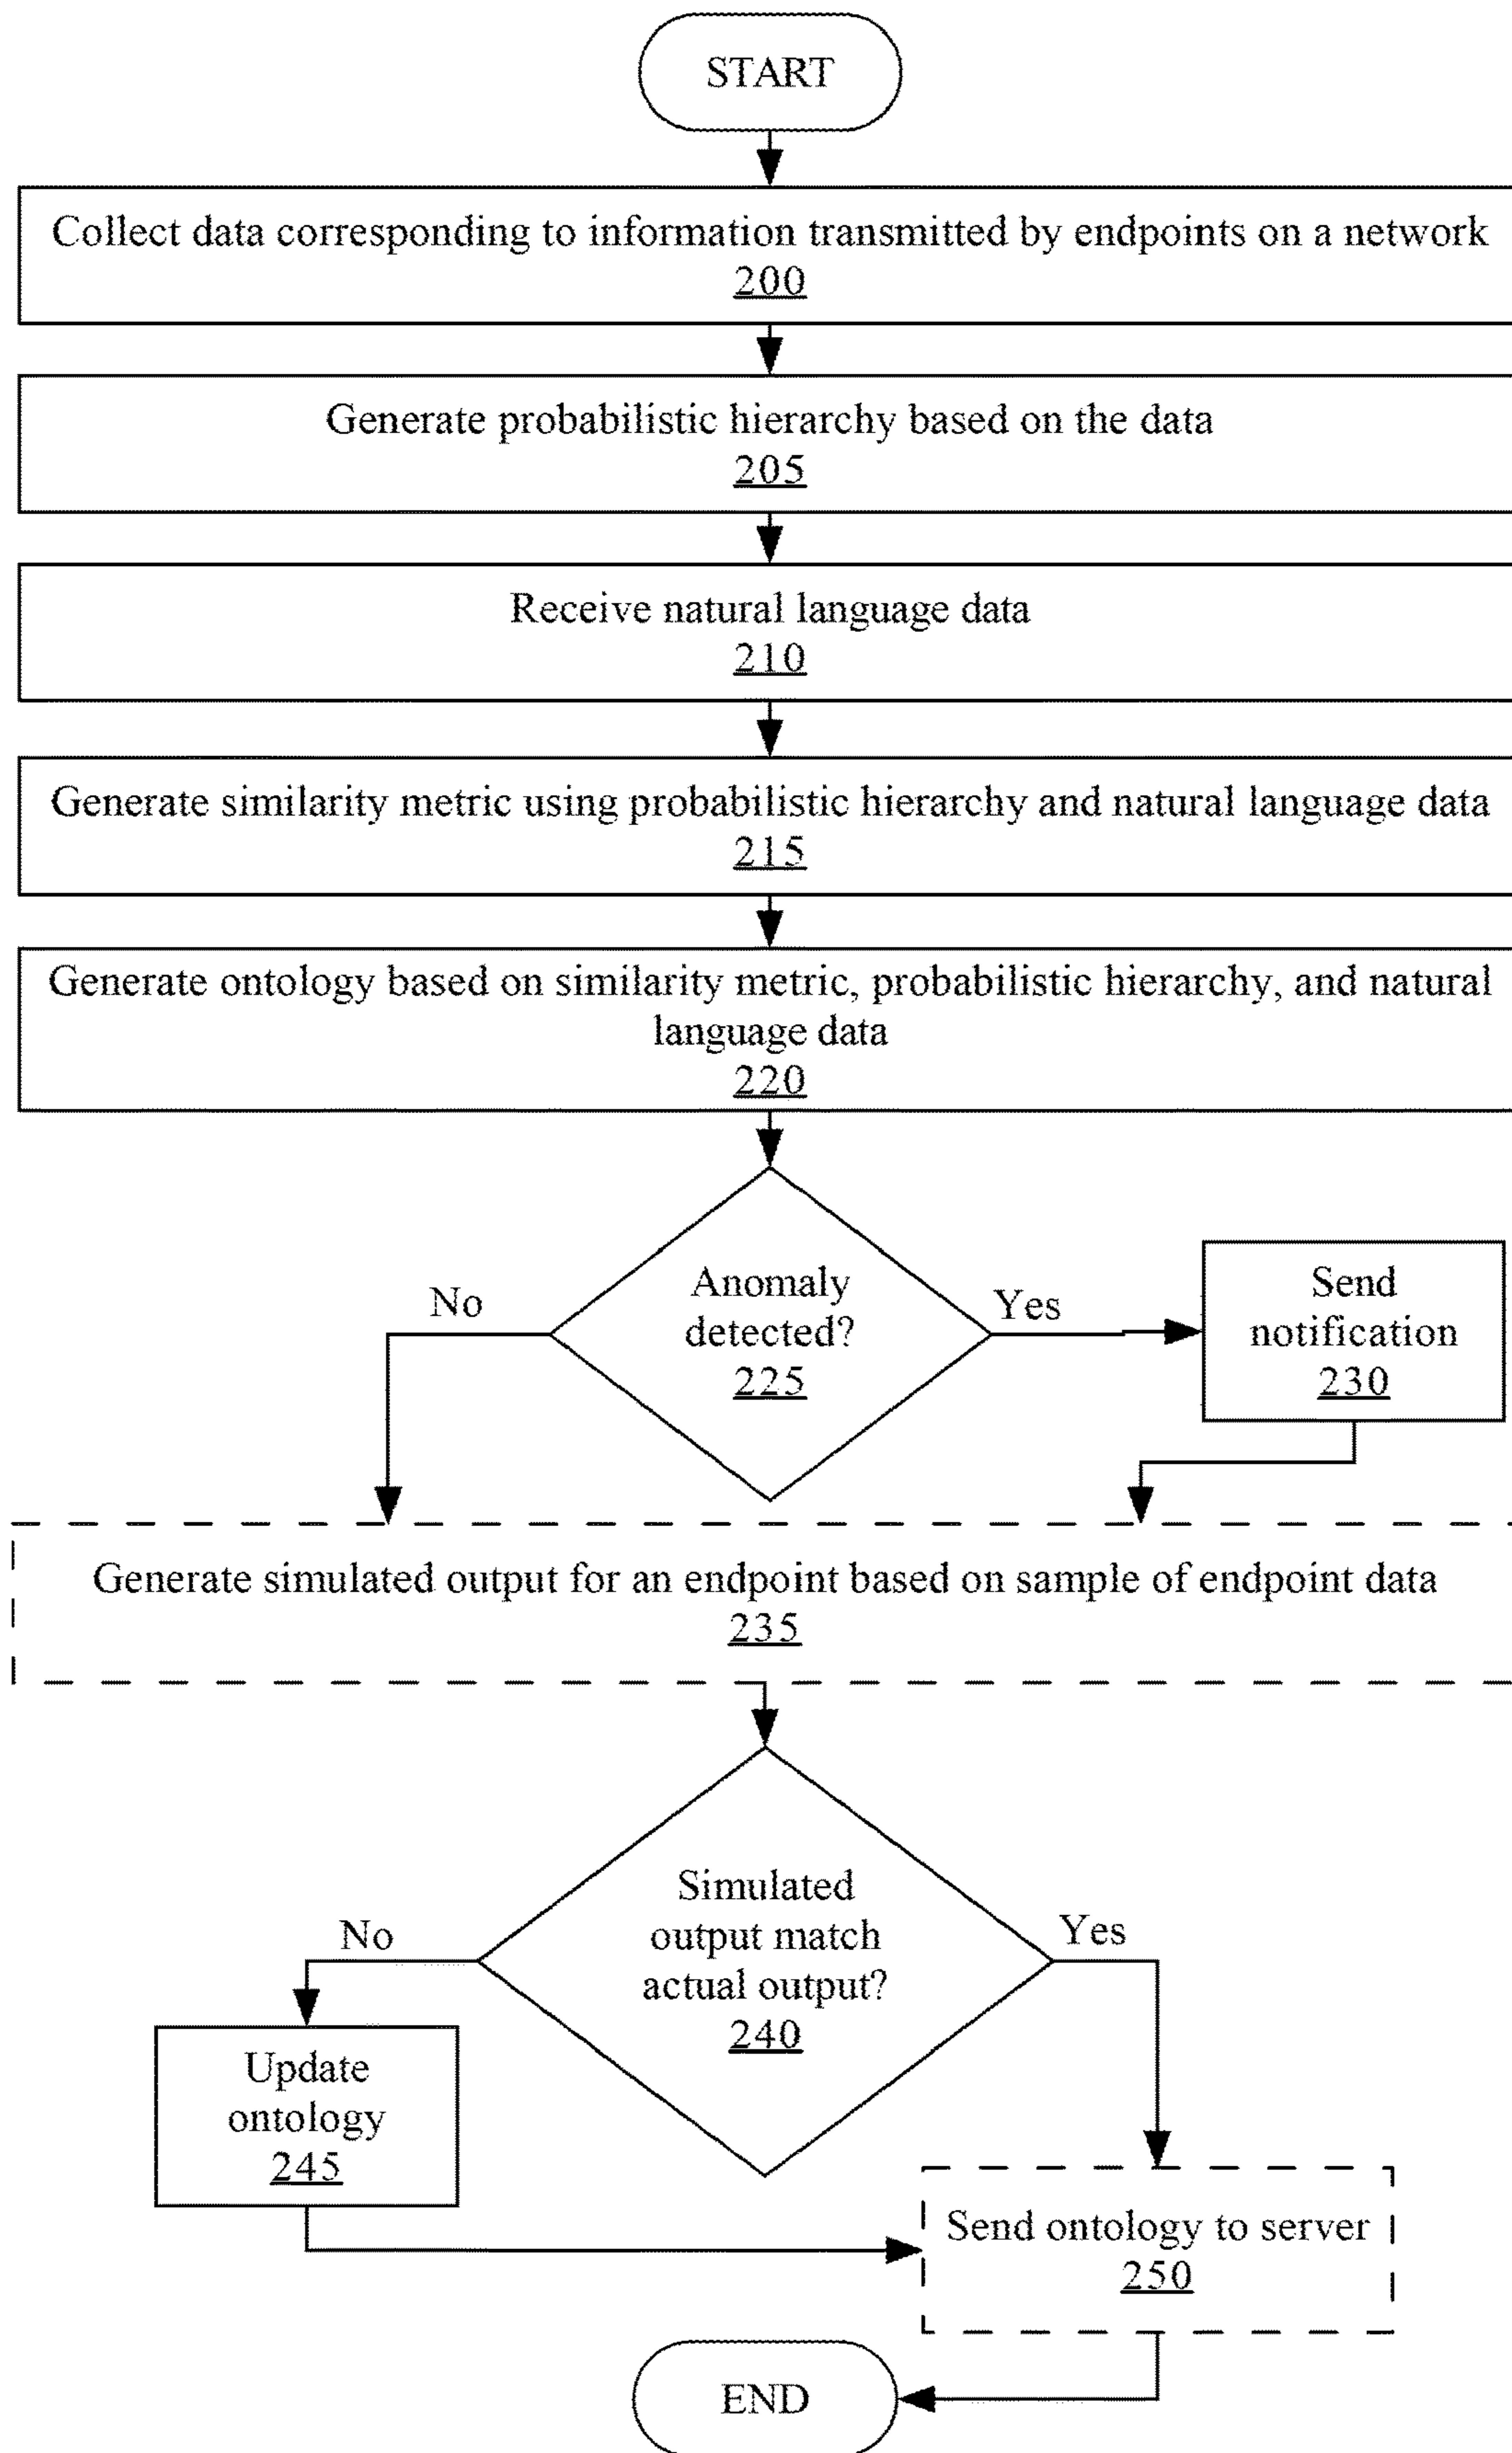 START
Collect data corresponding to information transmitted by endpoints on a network
200
Generate probabilistic hierarchy based on the data
205
Receive natural language data
210
Generate similarity metric using probabilistic hierarchy and natural language data
215
Generate ontology based on similarity metric, probabilistic hierarchy, and natural
language data
220
Anomaly
detected?
225
No
Yes
Send
notification
230
Generate simulated output for an endpoint based on sample of endpoint data
235
Simulated
output match
actual output?
240
No
Yes
Update
ontology
245
Send ontology to server
250
END